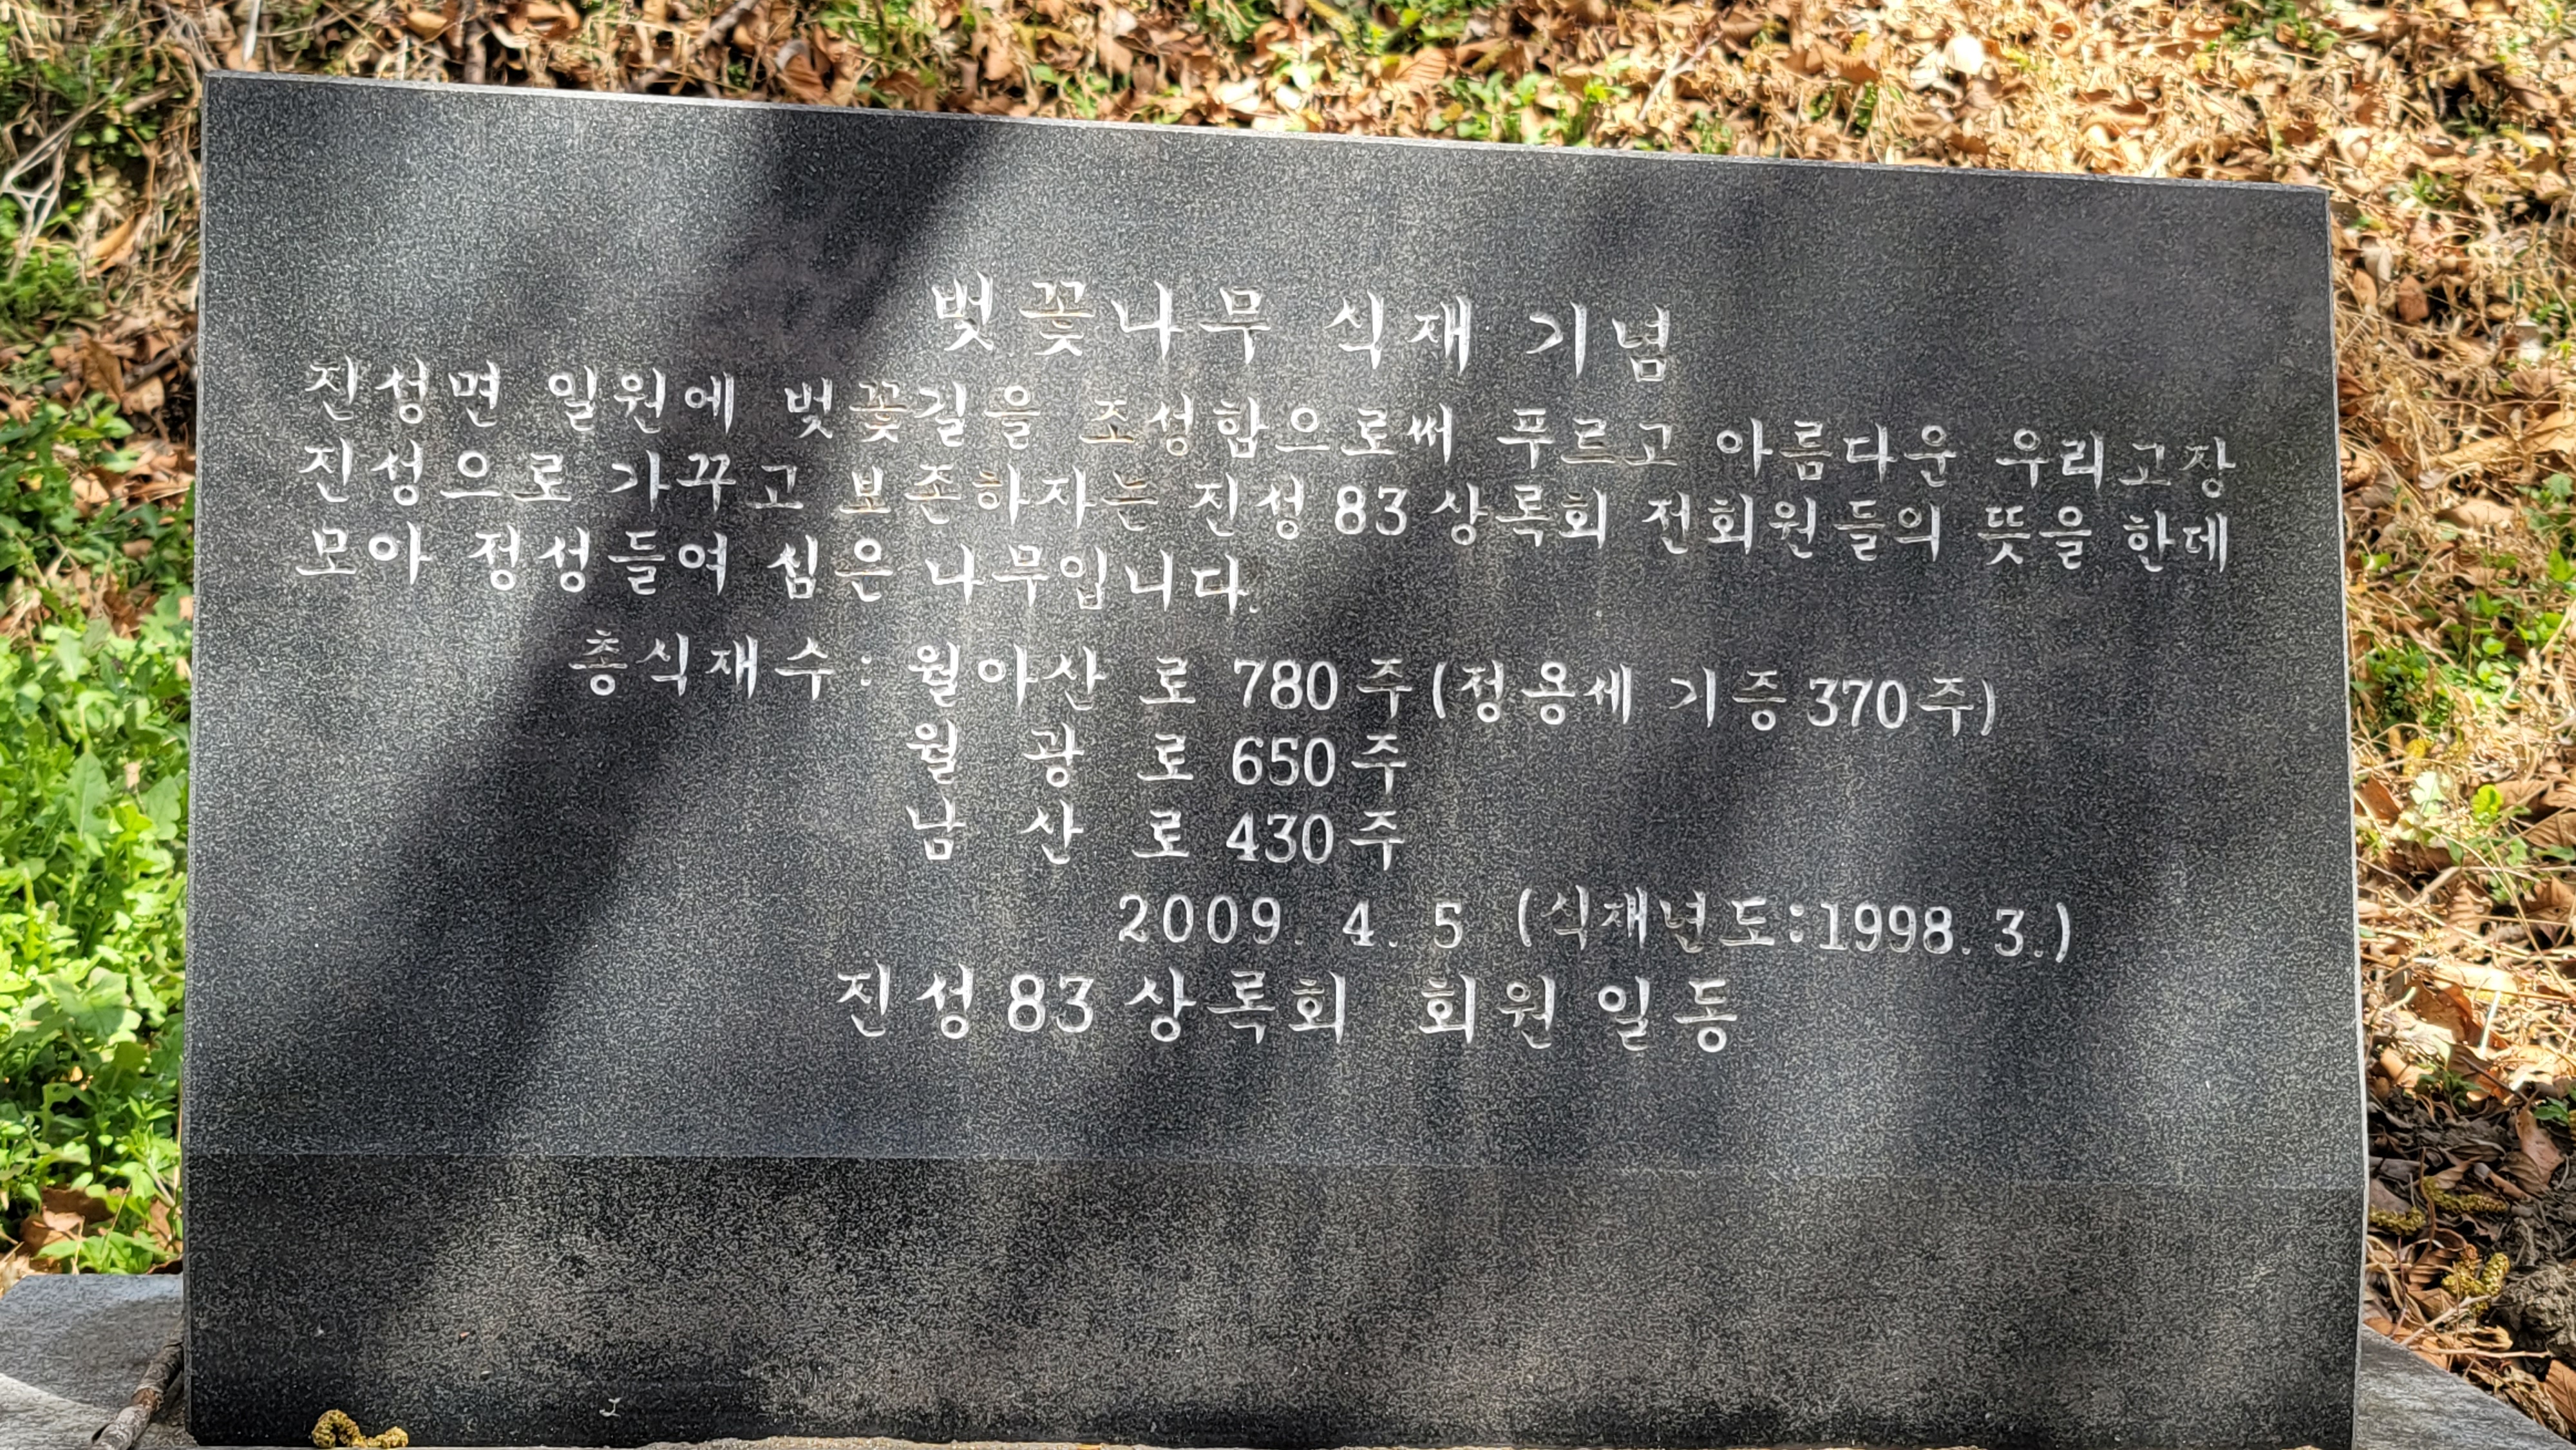 벚꽃나무 식재 기념
진성면 일원에 벚꽃길을 조성함으로써 푸르고 아름다운 우리고장
진성으로 가꾸고 보존하자는 진성83상록회 전회원들의 뜻을 한데
모아 정성들여 심은 나무입니다.
총식재수: 월아산 로 780주(정용세 기증370주)
월 광 로 650주
남 산 로 430주
2009. 4. 5 (식재년도:1998. 3.)
진성83상록회 회원일동